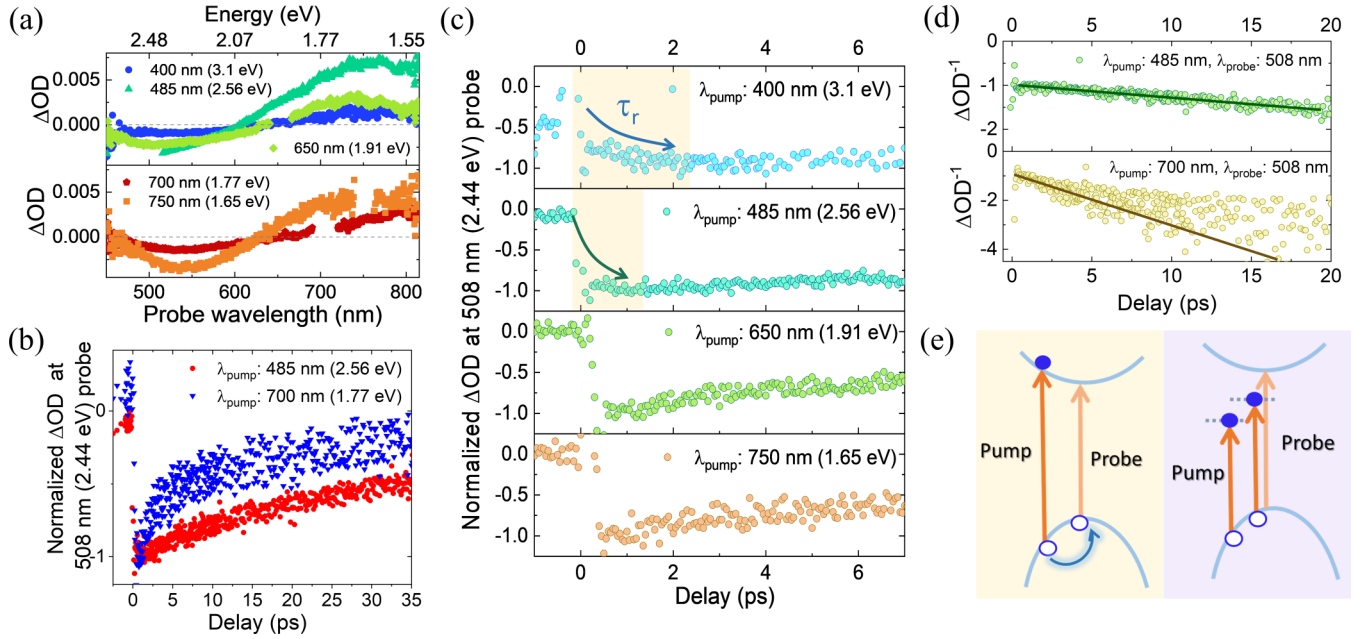 (a)
Energy (eV)
2.48 2.07 1.77 1.55
ΔOD
0.005
0.000
400 nm (3.1 eV)
485 nm (2.56 eV)
650 nm (1.91 eV)
ΔOD
0.005
0.000
700 nm (1.77 eV)
750 nm (1.65 eV)
500 600 700 800
Probe wavelength (nm)
(b)
Normalized ΔOD at
508 nm (2.44 eV) probe
λpump: 485 nm (2.56 eV)
λpump: 700 nm (1.77 eV)
0
-1
0 5 10 15 20 25 30 35
Delay (ps)
(c)
0 2 4 6
Normalized ΔOD at 508 nm (2.44 eV) probe
0.0
-0.5
-1.0
λpump: 400 nm (3.1 eV)
τr
0.0
-0.5
-1.0
λpump: 485 nm (2.56 eV)
0.0
-0.5
-1.0
λpump: 650 nm (1.91 eV)
0.0
-0.5
-1.0
λpump: 750 nm (1.65 eV)
0 2 4 6
Delay (ps)
(d)
0 5 10 15 20
ΔOD-1
0
-1
-2
λpump: 485 nm, λprobe: 508 nm
ΔOD-1
0
-2
-4
λpump: 700 nm, λprobe: 508 nm
0 5 10 15 20
Delay (ps)
(e)
Pump
Probe
Pump
Probe